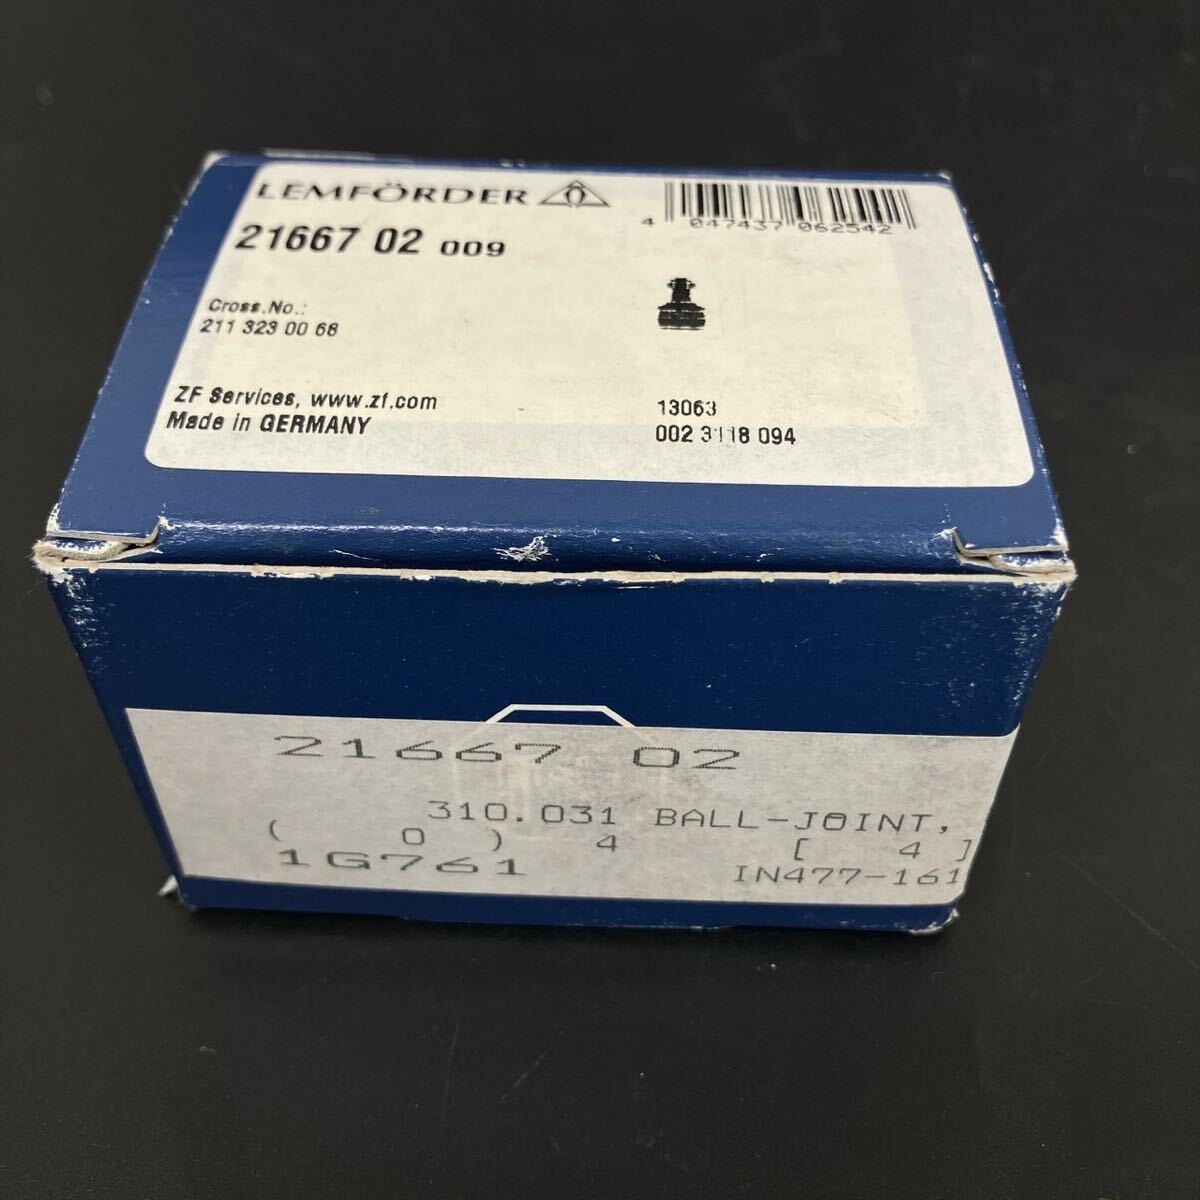 LEMFÖRDER
21667 02 009
4 047437 062542
Cross.No.:
211 323 00 68
ZF Services, www.zf.com
Made in GERMANY
13063
002 3118 094
21667 02
310.031 BALL-JOINT,
( 0 ) 4 [ 4 ]
1G761 IN477-161